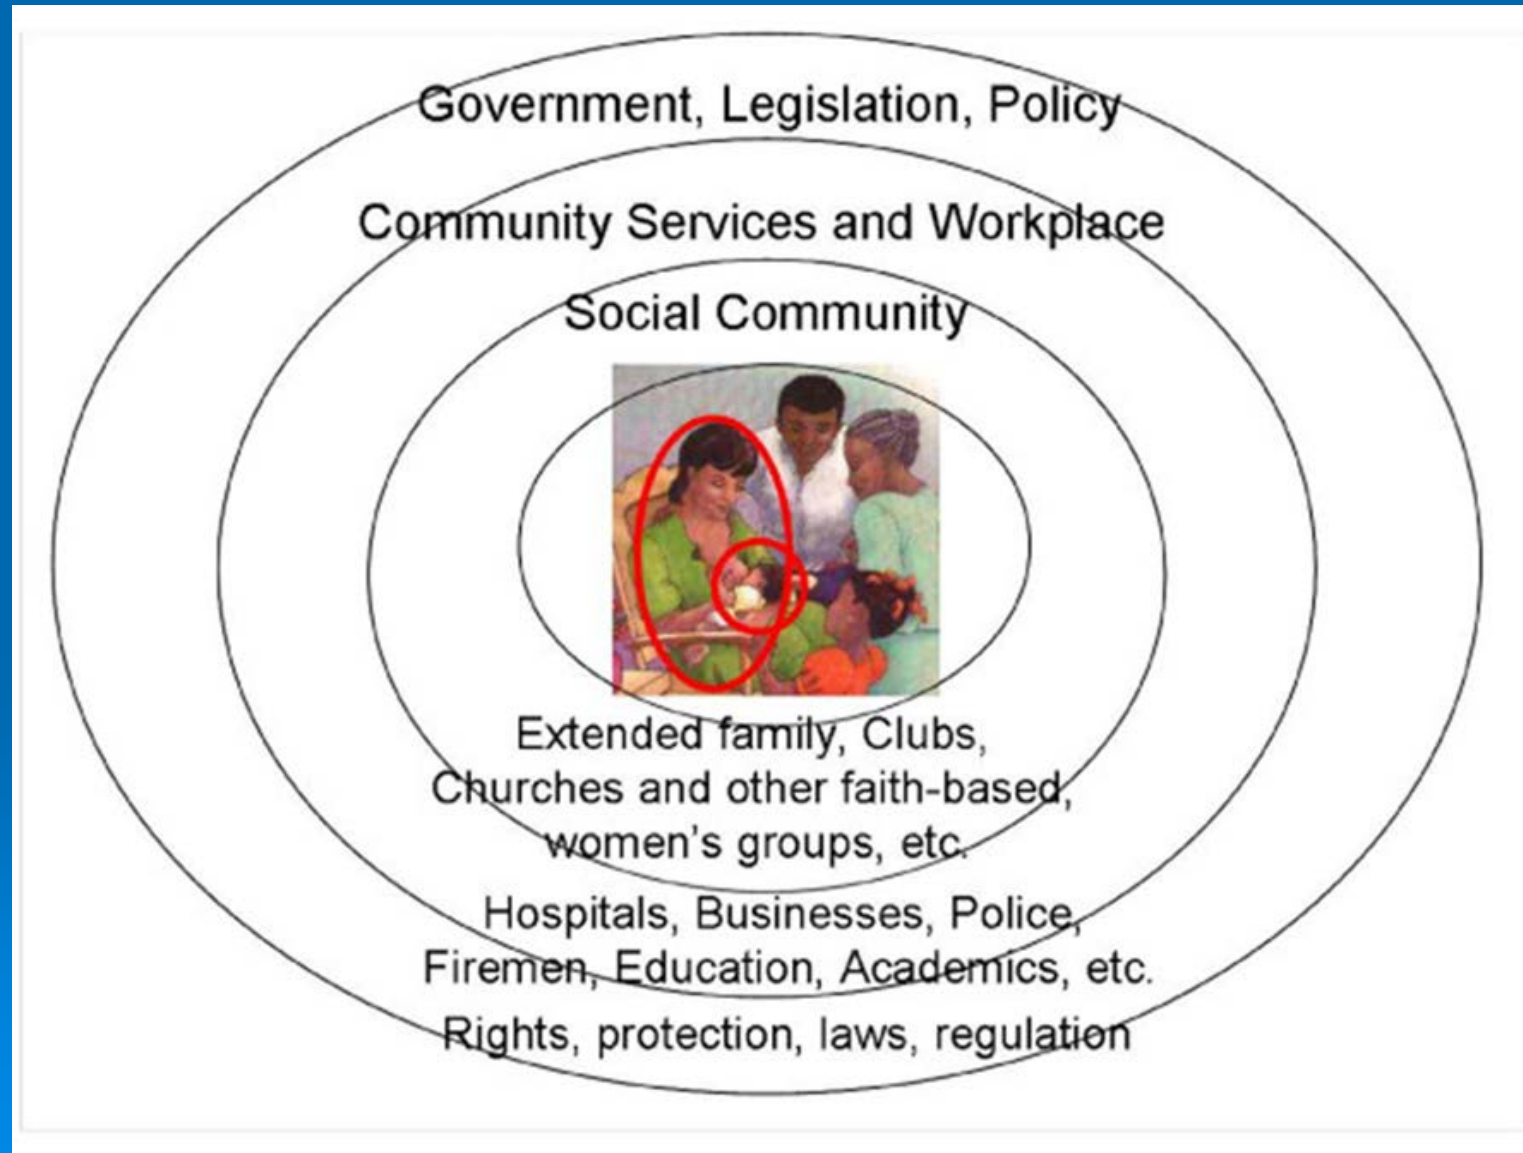 Government, Legislation, Policy
Community Services and Workplace
Social Community
Extended family, Clubs,
Churches and other faith-based,
women's groups, etc.
Hospitals, Businesses, Police,
Firemen, Education, Academics, etc.
Rights, protection, laws, regulation